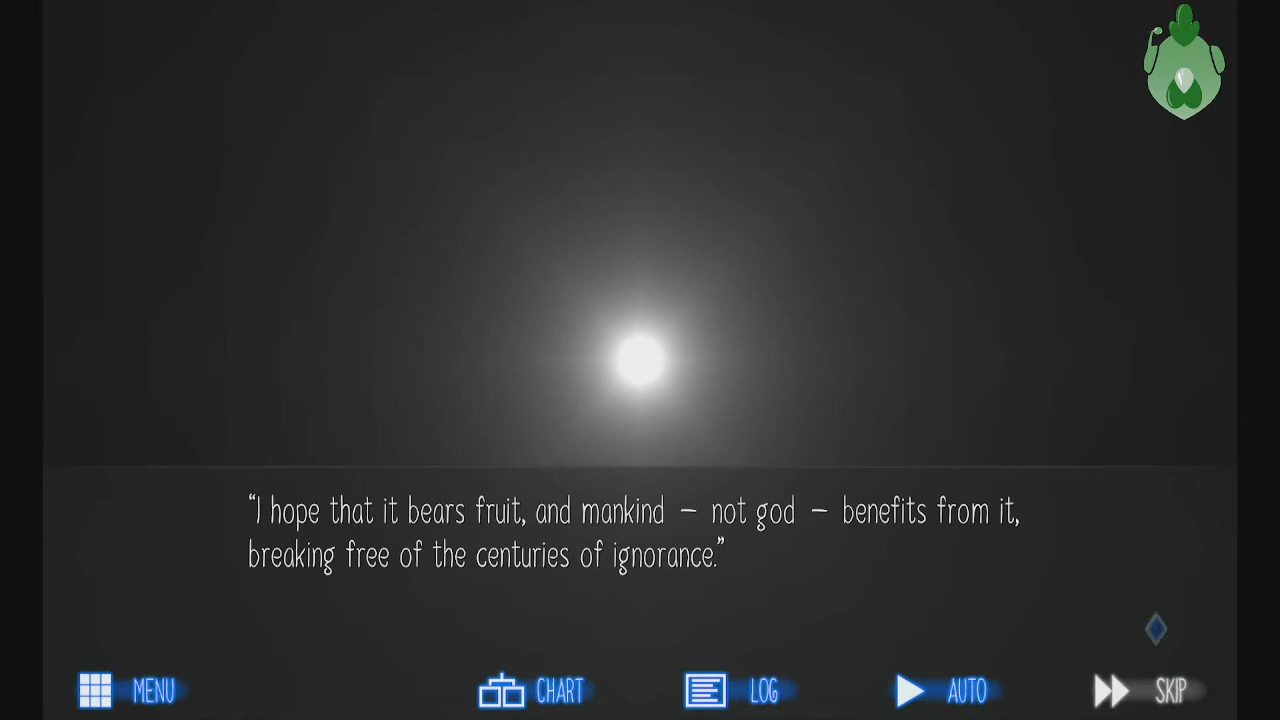 “I hope that it bears fruit, and mankind – not god – benefits from it,
breaking free of the centuries of ignorance.”
MENU
CHART
LOG
AUTO
SKIP